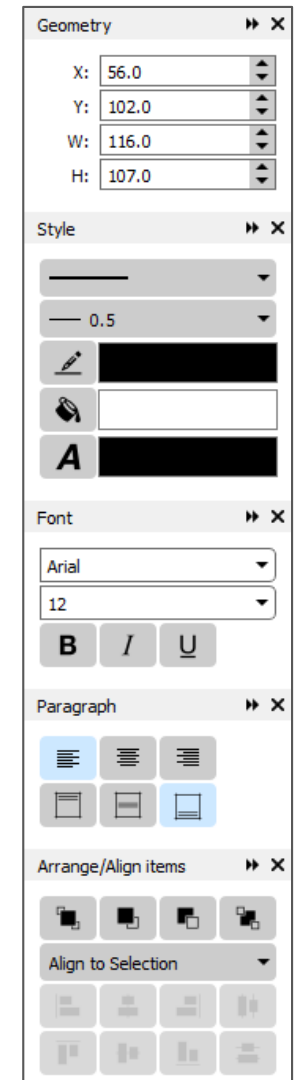 Geometry
X: 56.0
Y: 102.0
W: 116.0
H: 107.0
Style
0.5
A
Font
Arial
12
B I U
Paragraph
Arrange/Align items
Align to Selection